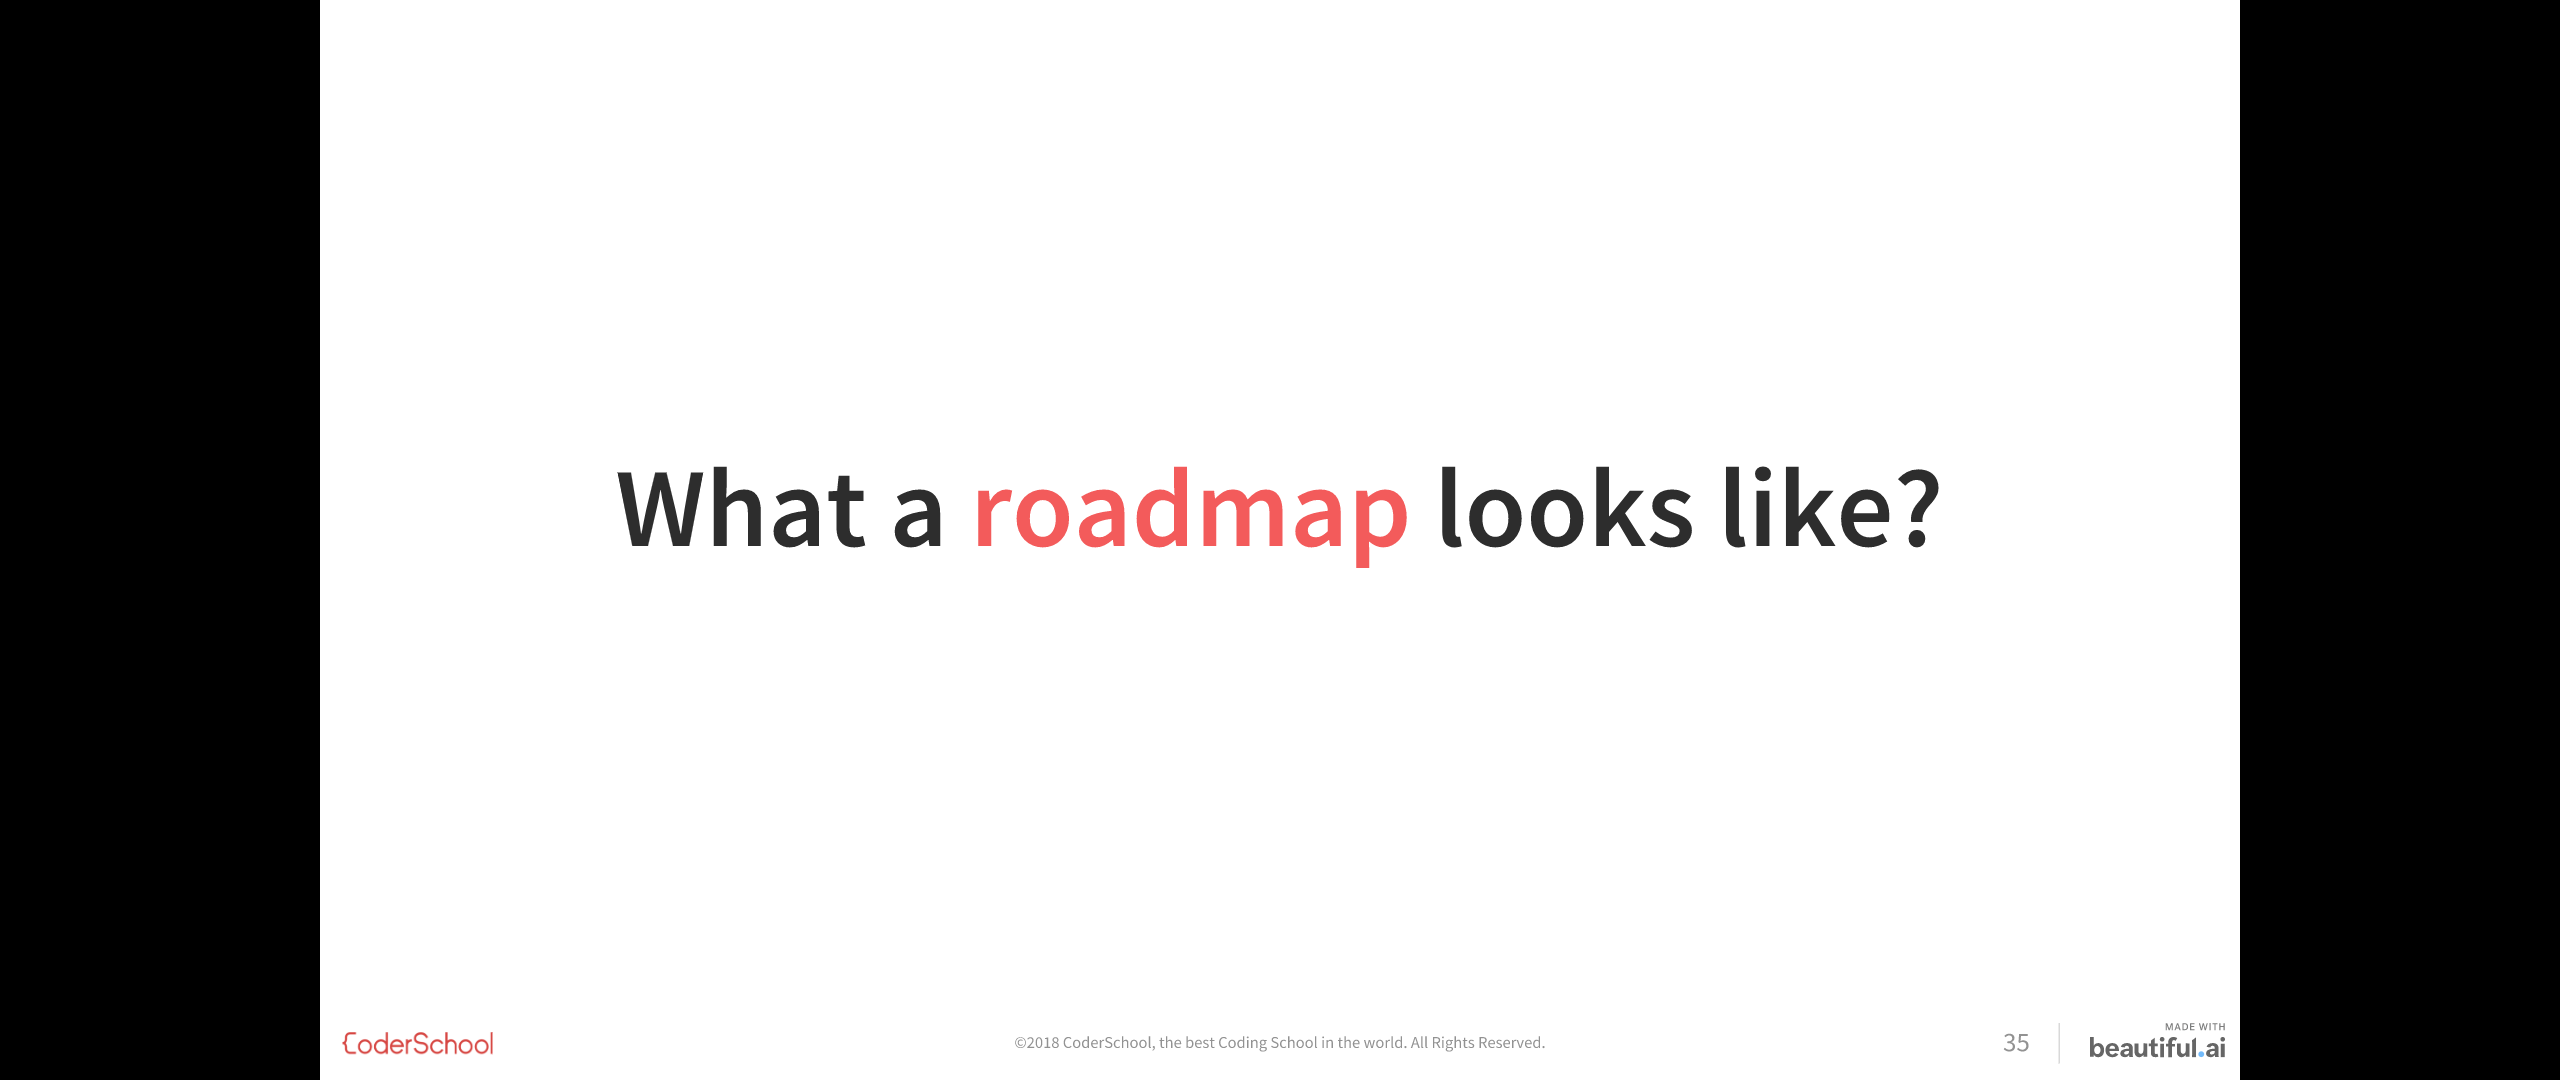 What a roadmap looks like?
CoderSchool
©2018 CoderSchool, the best Coding School in the world. All Rights Reserved.
35
MADE WITH
beautiful.ai